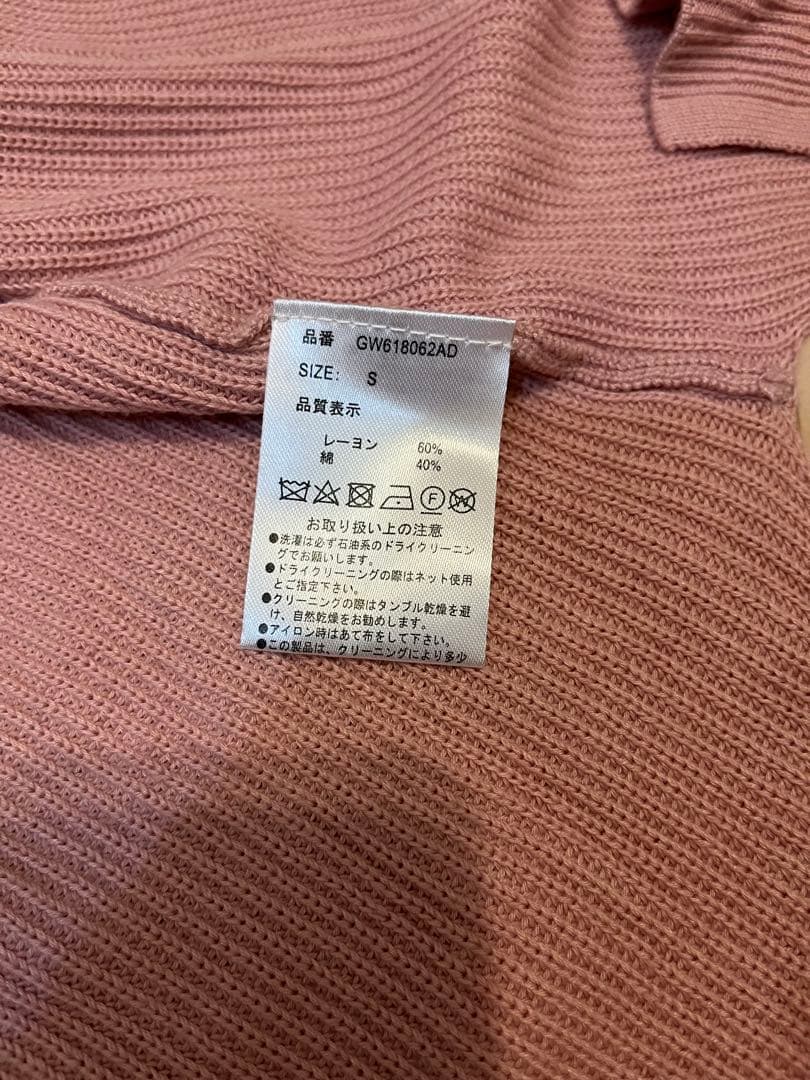 品番 GW618062AD
SIZE: S
品質表示
レーヨン 60%
綿 40%
F W
お取り扱い上の注意
●洗濯は必ず石油系のドライクリーニン
グでお願いします。
●ドライクリーニングの際はネット使用
とご指定下さい。
●クリーニングの際はタンブル乾燥を避
け、自然乾燥をお勧めします。
●アイロン時はあて布をして下さい。
●この製品は、クリーニングにより多少